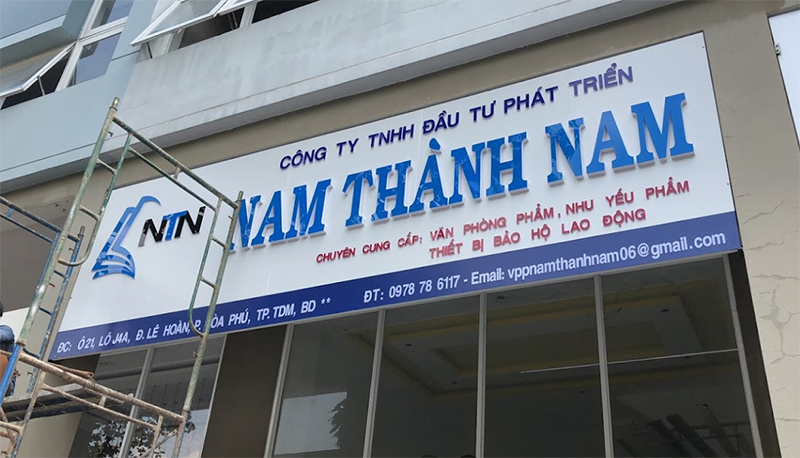 CÔNG TY TNHH ĐẦU TƯ PHÁT TRIỂN
NTN NAM THÀNH NAM
CHUYÊN CUNG CẤP: VĂN PHÒNG PHẨM, NHU YẾU PHẨM
THIẾT BỊ BẢO HỘ LAO ĐỘNG
ĐC: Ô 21, LÔ J4A, Đ. LÊ HOÀN, P. HÒA PHÚ, TP. TDM, BD ** ĐT: 0978 78 6117 - Email: vppnamthanhnam06@gmail.com